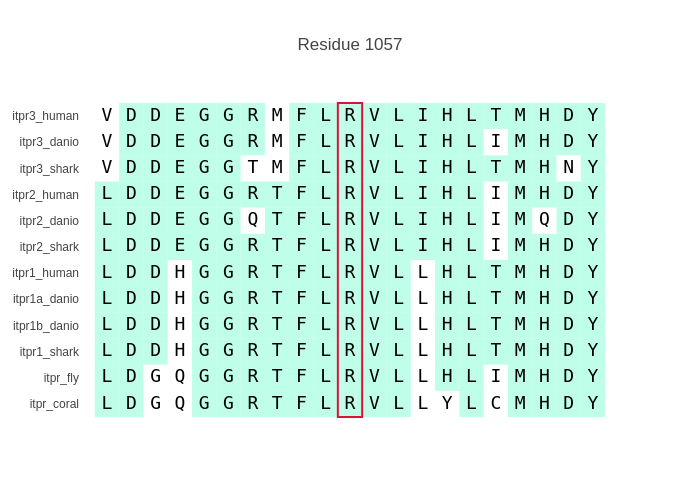 Residue 1057
itpr3_human V D D E G G R M F L R V L I H L T M H D Y
itpr3_danio V D D E G G R M F L R V L I H L I M H D Y
itpr3_shark V D D E G G T M F L R V L I H L T M H N Y
itpr2_human L D D E G G R T F L R V L I H L I M H D Y
itpr2_danio L D D E G G Q T F L R V L I H L I M Q D Y
itpr2_shark L D D E G G R T F L R V L I H L I M H D Y
itpr1_human L D D H G G R T F L R V L L H L T M H D Y
itpr1a_danio L D D H G G R T F L R V L L H L T M H D Y
itpr1b_danio L D D H G G R T F L R V L L H L T M H D Y
itpr1_shark L D D H G G R T F L R V L L H L T M H D Y
itpr_fly L D G Q G G R T F L R V L L H L I M H D Y
itpr_coral L D G Q G G R T F L R V L L Y L C M H D Y